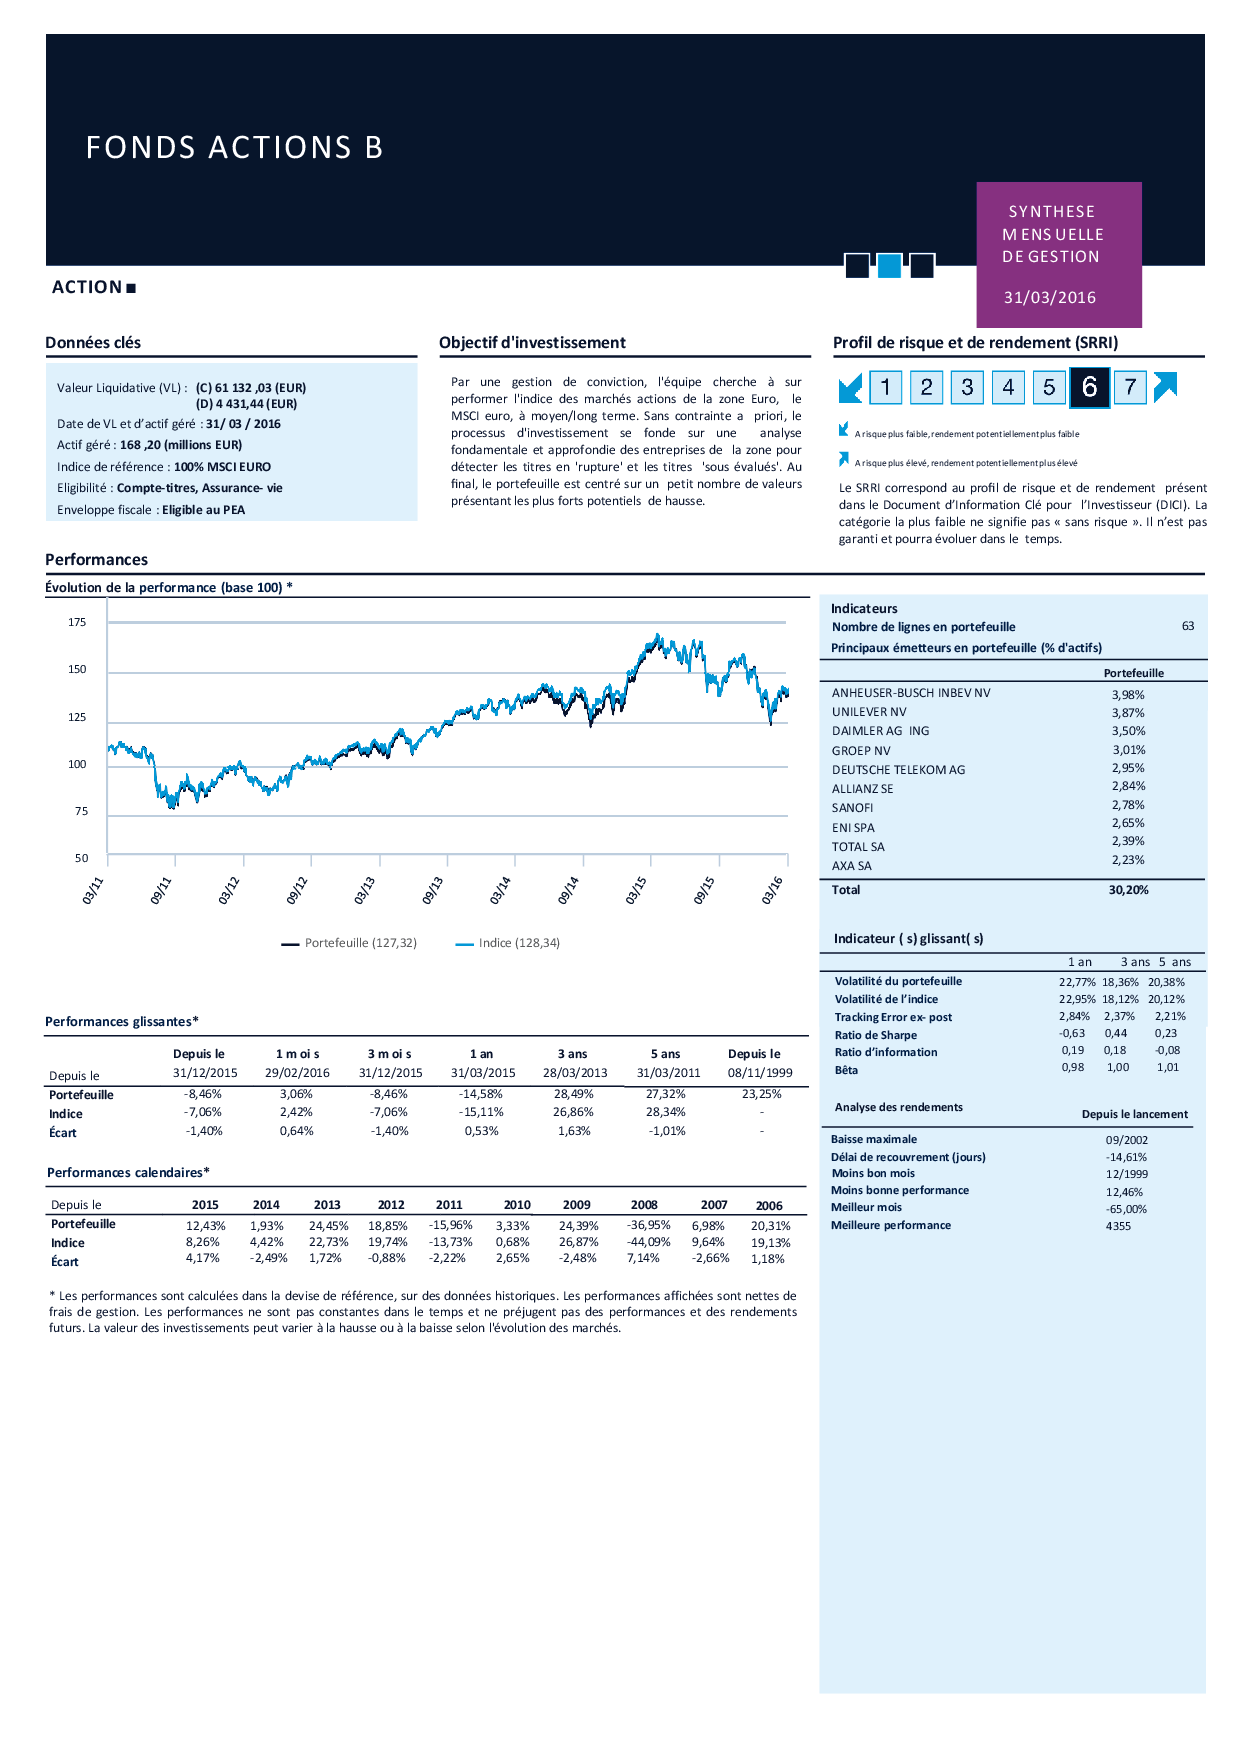 FONDS ACTIONS B
SYNTHESE
MENSUELLE
DE GESTION
31/03/2016
ACTION■
Données clés
Valeur Liquidative (VL) : (C) 61 132 ,03 (EUR)
(D) 4 431,44 (EUR)
Date de VL et d’actif géré : 31/ 03 / 2016
Actif géré : 168 ,20 (millions EUR)
Indice de référence : 100% MSCI EURO
Eligibilité : Compte-titres, Assurance- vie
Enveloppe fiscale : Eligible au PEA
Objectif d'investissement
Par une gestion de conviction, l'équipe cherche à sur
performer l'indice des marchés actions de la zone Euro, le
MSCI euro, à moyen/long terme. Sans contrainte a priori, le
processus d'investissement se fonde sur une analyse
fondamentale et approfondie des entreprises de la zone pour
détecter les titres en 'rupture' et les titres 'sous évalués'. Au
final, le portefeuille est centré sur un petit nombre de valeurs
présentant les plus forts potentiels de hausse.
Profil de risque et de rendement (SRRI)
1 2 3 4 5 6 7
A risque plus faible, rendement potentiellement plus faible
A risque plus élevé, rendement potentiellement plus élevé
Le SRRI correspond au profil de risque et de rendement présent
dans le Document d’Information Clé pour l’Investisseur (DICI). La
catégorie la plus faible ne signifie pas « sans risque ». Il n’est pas
garanti et pourra évoluer dans le temps.
Performances
Évolution de la performance (base 100) *
175
150
125
100
75
50
03/11 09/11 03/12 09/12 03/13 09/13 03/14 09/14 03/15 09/15 03/16
Portefeuille (127,32) Indice (128,34)
Performances glissantes*
Depuis le 1 moi s 3 moi s 1 an 3 ans 5 ans Depuis le
Depuis le 31/12/2015 29/02/2016 31/12/2015 31/03/2015 28/03/2013 31/03/2011 08/11/1999
Portefeuille -8,46% 3,06% -8,46% -14,58% 28,49% 27,32% 23,25%
Indice -7,06% 2,42% -7,06% -15,11% 26,86% 28,34% -
Écart -1,40% 0,64% -1,40% 0,53% 1,63% -1,01% -
Performances calendaires*
Depuis le 2015 2014 2013 2012 2011 2010 2009 2008 2007 2006
Portefeuille 12,43% 1,93% 24,45% 18,85% -15,96% 3,33% 24,39% -36,95% 6,98% 20,31%
Indice 8,26% 4,42% 22,73% 19,74% -13,73% 0,68% 26,87% -44,09% 9,64% 19,13%
Écart 4,17% -2,49% 1,72% -0,88% -2,22% 2,65% -2,48% 7,14% -2,66% 1,18%
* Les performances sont calculées dans la devise de référence, sur des données historiques. Les performances affichées sont nettes de
frais de gestion. Les performances ne sont pas constantes dans le temps et ne préjugent pas des performances et des rendements
futurs. La valeur des investissements peut varier à la hausse ou à la baisse selon l'évolution des marchés.
Indicateurs
Nombre de lignes en portefeuille 63
Principaux émetteurs en portefeuille (% d'actifs)
Portefeuille
ANHEUSER-BUSCH INBEV NV 3,98%
UNILEVER NV 3,87%
DAIMLER AG ING 3,50%
GROEP NV 3,01%
DEUTSCHE TELEKOM AG 2,95%
ALLIANZ SE 2,84%
SANOFI 2,78%
ENI SPA 2,65%
TOTAL SA 2,39%
AXA SA 2,23%
Total 30,20%
Indicateur ( s) glissant( s)
1 an 3 ans 5 ans
Volatilité du portefeuille 22,77% 18,36% 20,38%
Volatilité de l’indice 22,95% 18,12% 20,12%
Tracking Error ex- post 2,84% 2,37% 2,21%
Ratio de Sharpe -0,63 0,44 0,23
Ratio d’information 0,19 0,18 -0,08
Bêta 0,98 1,00 1,01
Analyse des rendements Depuis le lancement
Baisse maximale 09/2002
Délai de recouvrement (jours) -14,61%
Moins bon mois 12/1999
Moins bonne performance 12,46%
Meilleur mois -65,00%
Meilleure performance 4355